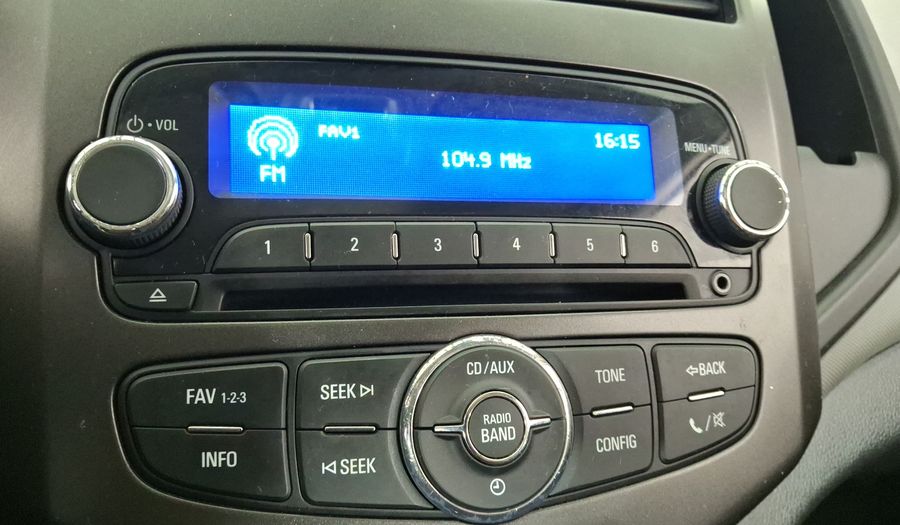 VOL
FAV1
16:15
104.9 MHz
FM
MENU•TUNE
1 2 3 4 5 6
FAV 1-2-3
SEEK
CD/AUX
TONE
BACK
RADIO
BAND
INFO
SEEK
CONFIG